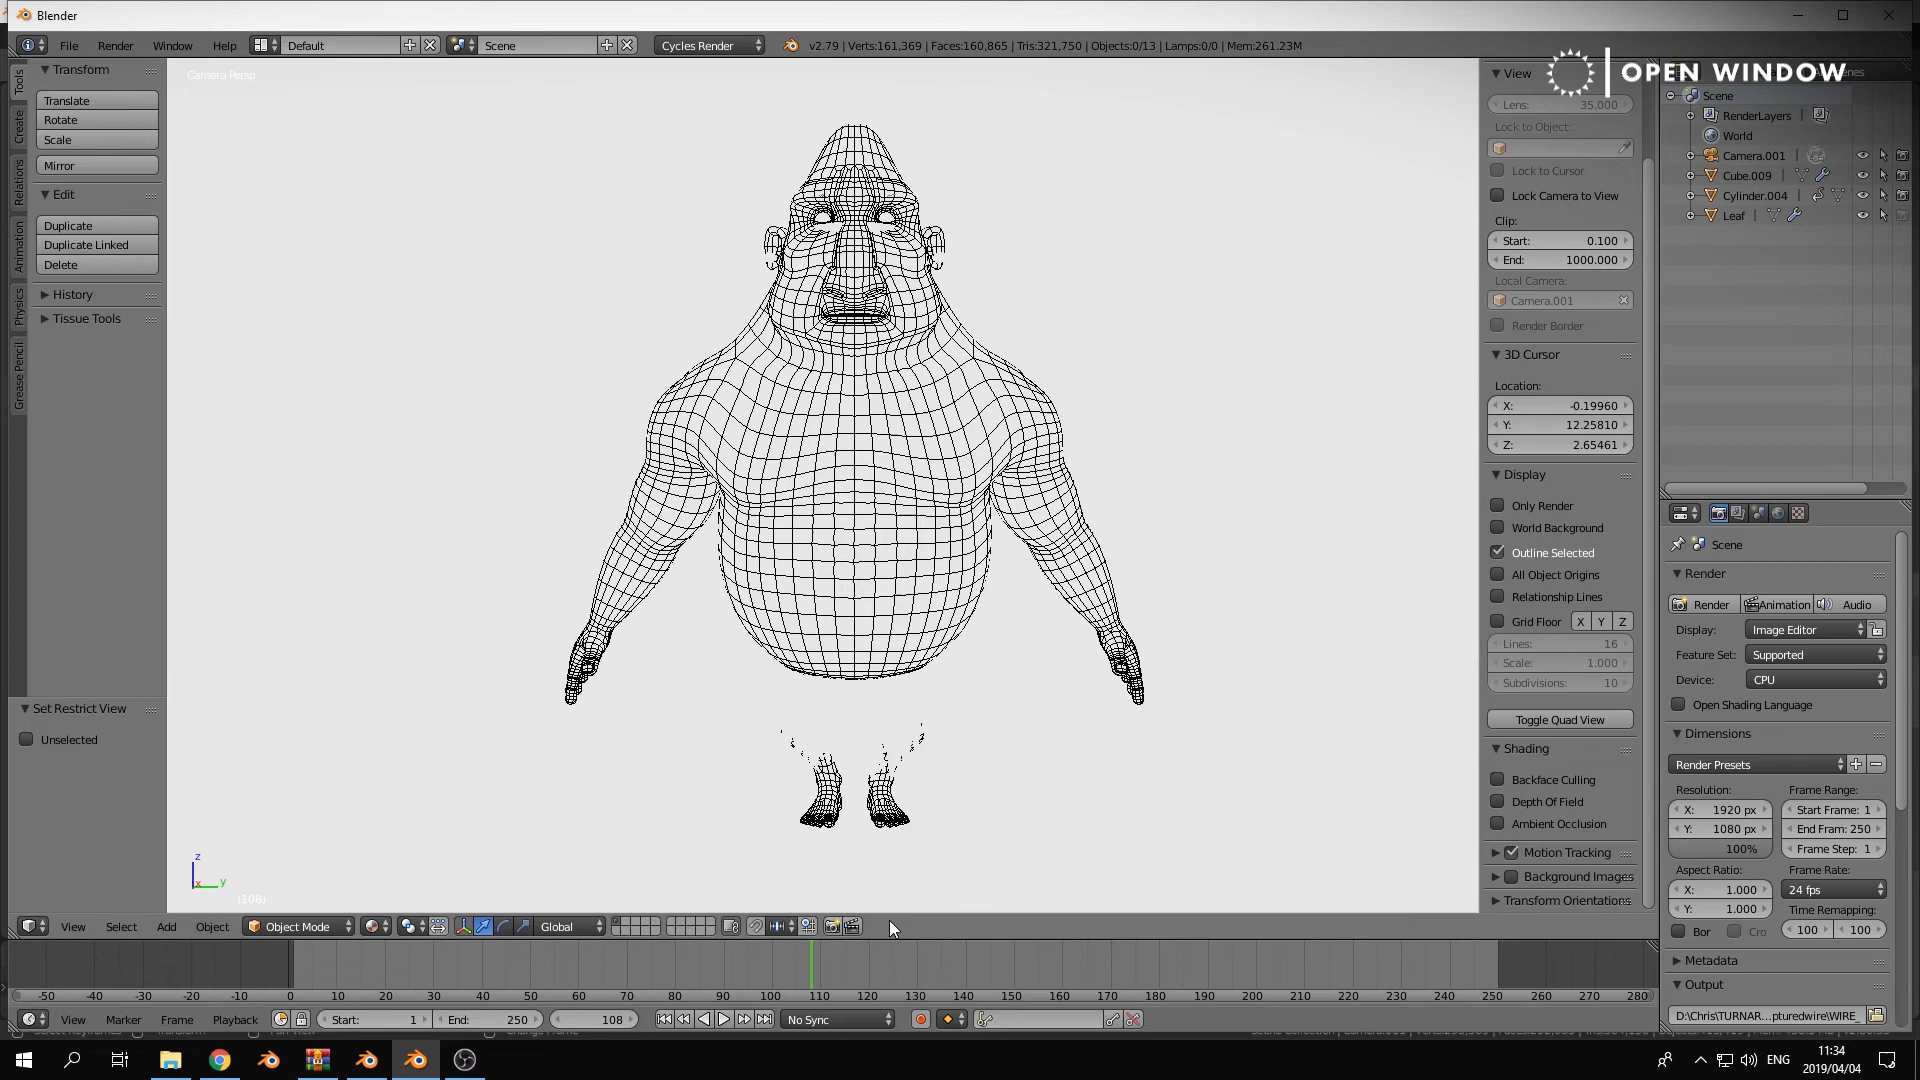 Blender
File Render Window Help Default Scene Cycles Render v2.79 | Verts:161,369 | Faces:160,865 | Tris:321,750 | Objects:0/13 | Lamps:0/0 | Mem:261.23M
OPEN WINDOW
Tools
Create
Relations
Animation
Physics
Grease Pencil
Transform
Translate
Rotate
Scale
Mirror
Edit
Duplicate
Duplicate Linked
Delete
History
Tissue Tools
Set Restrict View
Unselected
Camera Persp
z
x y
(108)
View
Lens: 35.000
Lock to Object:
Lock to Cursor
Lock Camera to View
Clip:
Start: 0.100
End: 1000.000
Local Camera:
Camera.001
Render Border
3D Cursor
Location:
X: -0.19960
Y: 12.25810
Z: 2.65461
Display
Only Render
World Background
Outline Selected
All Object Origins
Relationship Lines
Grid Floor X Y Z
Lines: 16
Scale: 1.000
Subdivisions: 10
Toggle Quad View
Shading
Backface Culling
Depth Of Field
Ambient Occlusion
Motion Tracking
Background Images
Transform Orientations
Scene
RenderLayers
World
Camera.001
Cube.009
Cylinder.004
Leaf
Scene
Render
Render Animation Audio
Display: Image Editor
Feature Set: Supported
Device: CPU
Open Shading Language
Dimensions
Render Presets
Resolution: Frame Range:
X: 1920 px Start Frame: 1
Y: 1080 px End Fram: 250
100% Frame Step: 1
Aspect Ratio: Frame Rate:
X: 1.000 24 fps
Y: 1.000 Time Remapping:
Bor Cro 100 100
Metadata
Output
D:\Chris\TURNAR...pturedwire\WIRE_
View Select Add Object Object Mode Global
-50 -40 -30 -20 -10 0 10 20 30 40 50 60 70 80 90 100 110 120 130 140 150 160 170 180 190 200 210 220 230 240 250 260 270 280
View Marker Frame Playback Start: 1 End: 250 108 No Sync
ENG 11:34
2019/04/04